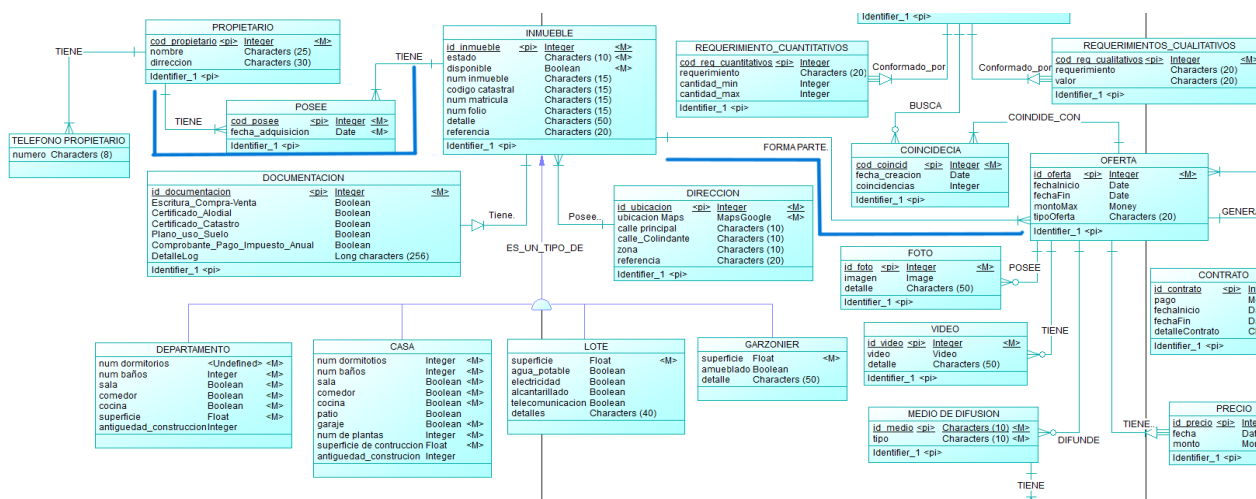 PROPIETARIO
cod_propietario <pi> Integer <M>
nombre Characters (25)
direccion Characters (30)
Identifier_1 <pi>
TIENE
TIENE
POSEE
cod_posee <pi> Integer <M>
fecha_adquisicion Date <M>
Identifier_1 <pi>
TELEFONO PROPIETARIO
numero Characters (8)
TIENE
INMUEBLE
id_inmueble <pi> Integer <M>
estado Characters (10) <M>
disponible Boolean <M>
num inmueble Characters (15)
codigo catastral Characters (15)
num matricula Characters (15)
num folio Characters (15)
detalle Characters (50)
referencia Characters (20)
Identifier_1 <pi>
Identifier_1 <pi>
REQUERIMIENTO_CUANTITATIVOS
cod_req_cuantitativos <pi> Integer
requerimiento Characters (20)
cantidad_min Integer
cantidad_max Integer
Identifier_1 <pi>
Conformado_por
Conformado_por
REQUERIMIENTOS_CUALITATIVOS
cod_req_cualitativos <pi> Integer
requerimiento Characters (20)
valor Characters (20)
Identifier_1 <pi>
BUSCA
COINDIDE_CON
FORMA PARTE.
COINCIDECIA
cod_coincid <pi> Integer <M>
fecha_creacion Date
coincidencias Integer
Identifier_1 <pi>
OFERTA
id_oferta <pi> Integer <M>
fechaInicio Date
fechaFin Date
montoMax Money
tipoOferta Characters (20)
Identifier_1 <pi>
GENERA
DOCUMENTACION
id_documentacion <pi> Integer <M>
Escritura_Compra-Venta Boolean
Certificado_Alodial Boolean
Certificado_Catastro Boolean
Plano_uso_Suelo Boolean
Comprobante_Pago_Impuesto_Anual Boolean
DetalleLog Long characters (256)
Identifier_1 <pi>
Tiene.
Posee..
DIRECCION
id_ubicacion <pi> Integer <M>
ubicacion Maps MapsGoogle <M>
calle principal Characters (10)
calle_Colindante Characters (10)
zona Characters (10)
referencia Characters (20)
Identifier_1 <pi>
ES_UN_TIPO_DE
FOTO
id_foto <pi> Integer <M>
imagen Image
detalle Characters (50)
Identifier_1 <pi>
POSEE
CONTRATO
id_contrato <pi>
pago
fechaInicio
fechaFin
detalleContrato
Identifier_1 <pi>
VIDEO
id_video <pi> Integer <M>
video Video
detalle Characters (50)
Identifier_1 <pi>
TIENE
DEPARTAMENTO
num dormitorios <Undefined> <M>
num baños Integer <M>
sala Boolean <M>
comedor Boolean <M>
cocina Boolean <M>
superficie Float <M>
antiguedad_construccion Integer
CASA
num dormitotios Integer <M>
num baños Integer <M>
sala Boolean <M>
comedor Boolean <M>
cocina Boolean <M>
patio Boolean
garaje Boolean <M>
num de plantas Integer <M>
superficie de contruccion Float <M>
antiguedad_construcion Integer
LOTE
superficie Float <M>
agua_potable Boolean
electricidad Boolean
alcantarillado Boolean
telecomunicacion Boolean
detalles Characters (40)
GARZONIER
superficie Float <M>
amueblado Boolean
detalle Characters (50)
MEDIO DE DIFUSION
id_medio <pi> Characters (10) <M>
tipo Characters (10) <M>
Identifier_1 <pi>
DIFUNDE
TIENE
TIENE..
PRECIO
id_precio <pi>
fecha
monto
Identifier_1 <pi>